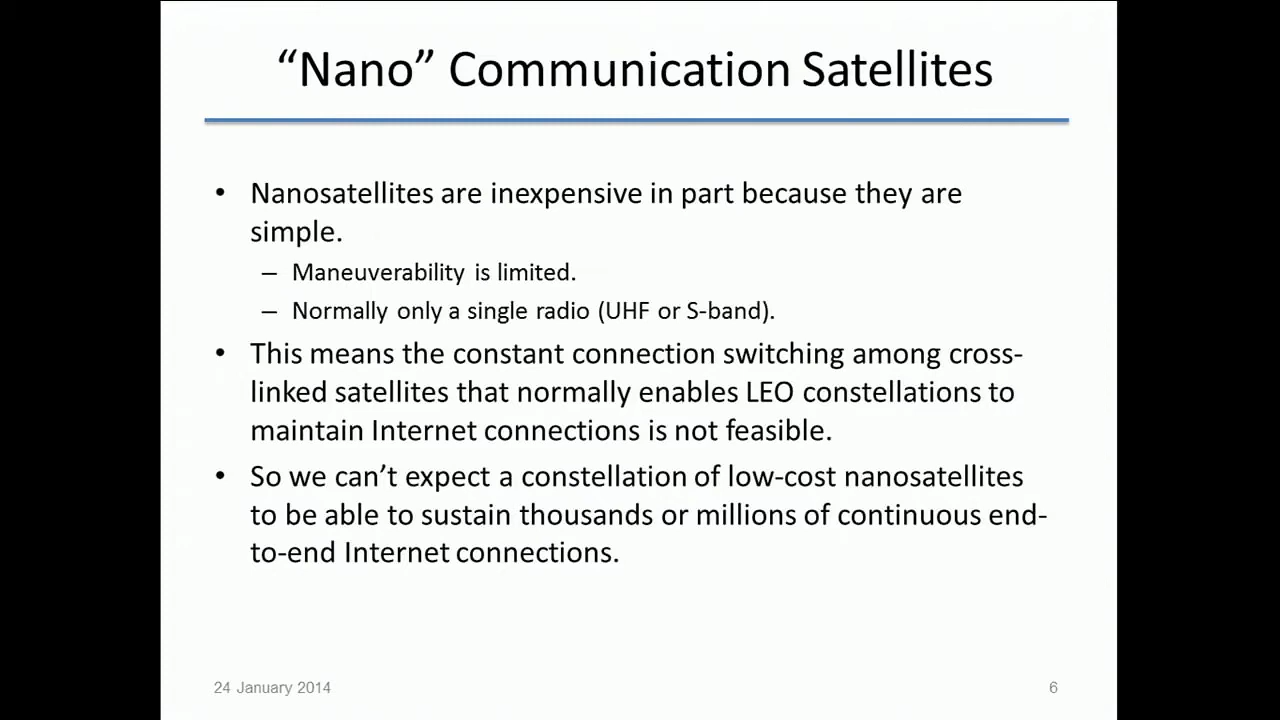 “Nano” Communication Satellites
• Nanosatellites are inexpensive in part because they are
simple.
– Maneuverability is limited.
– Normally only a single radio (UHF or S-band).
• This means the constant connection switching among cross-
linked satellites that normally enables LEO constellations to
maintain Internet connections is not feasible.
• So we can’t expect a constellation of low-cost nanosatellites
to be able to sustain thousands or millions of continuous end-
to-end Internet connections.
24 January 2014
6